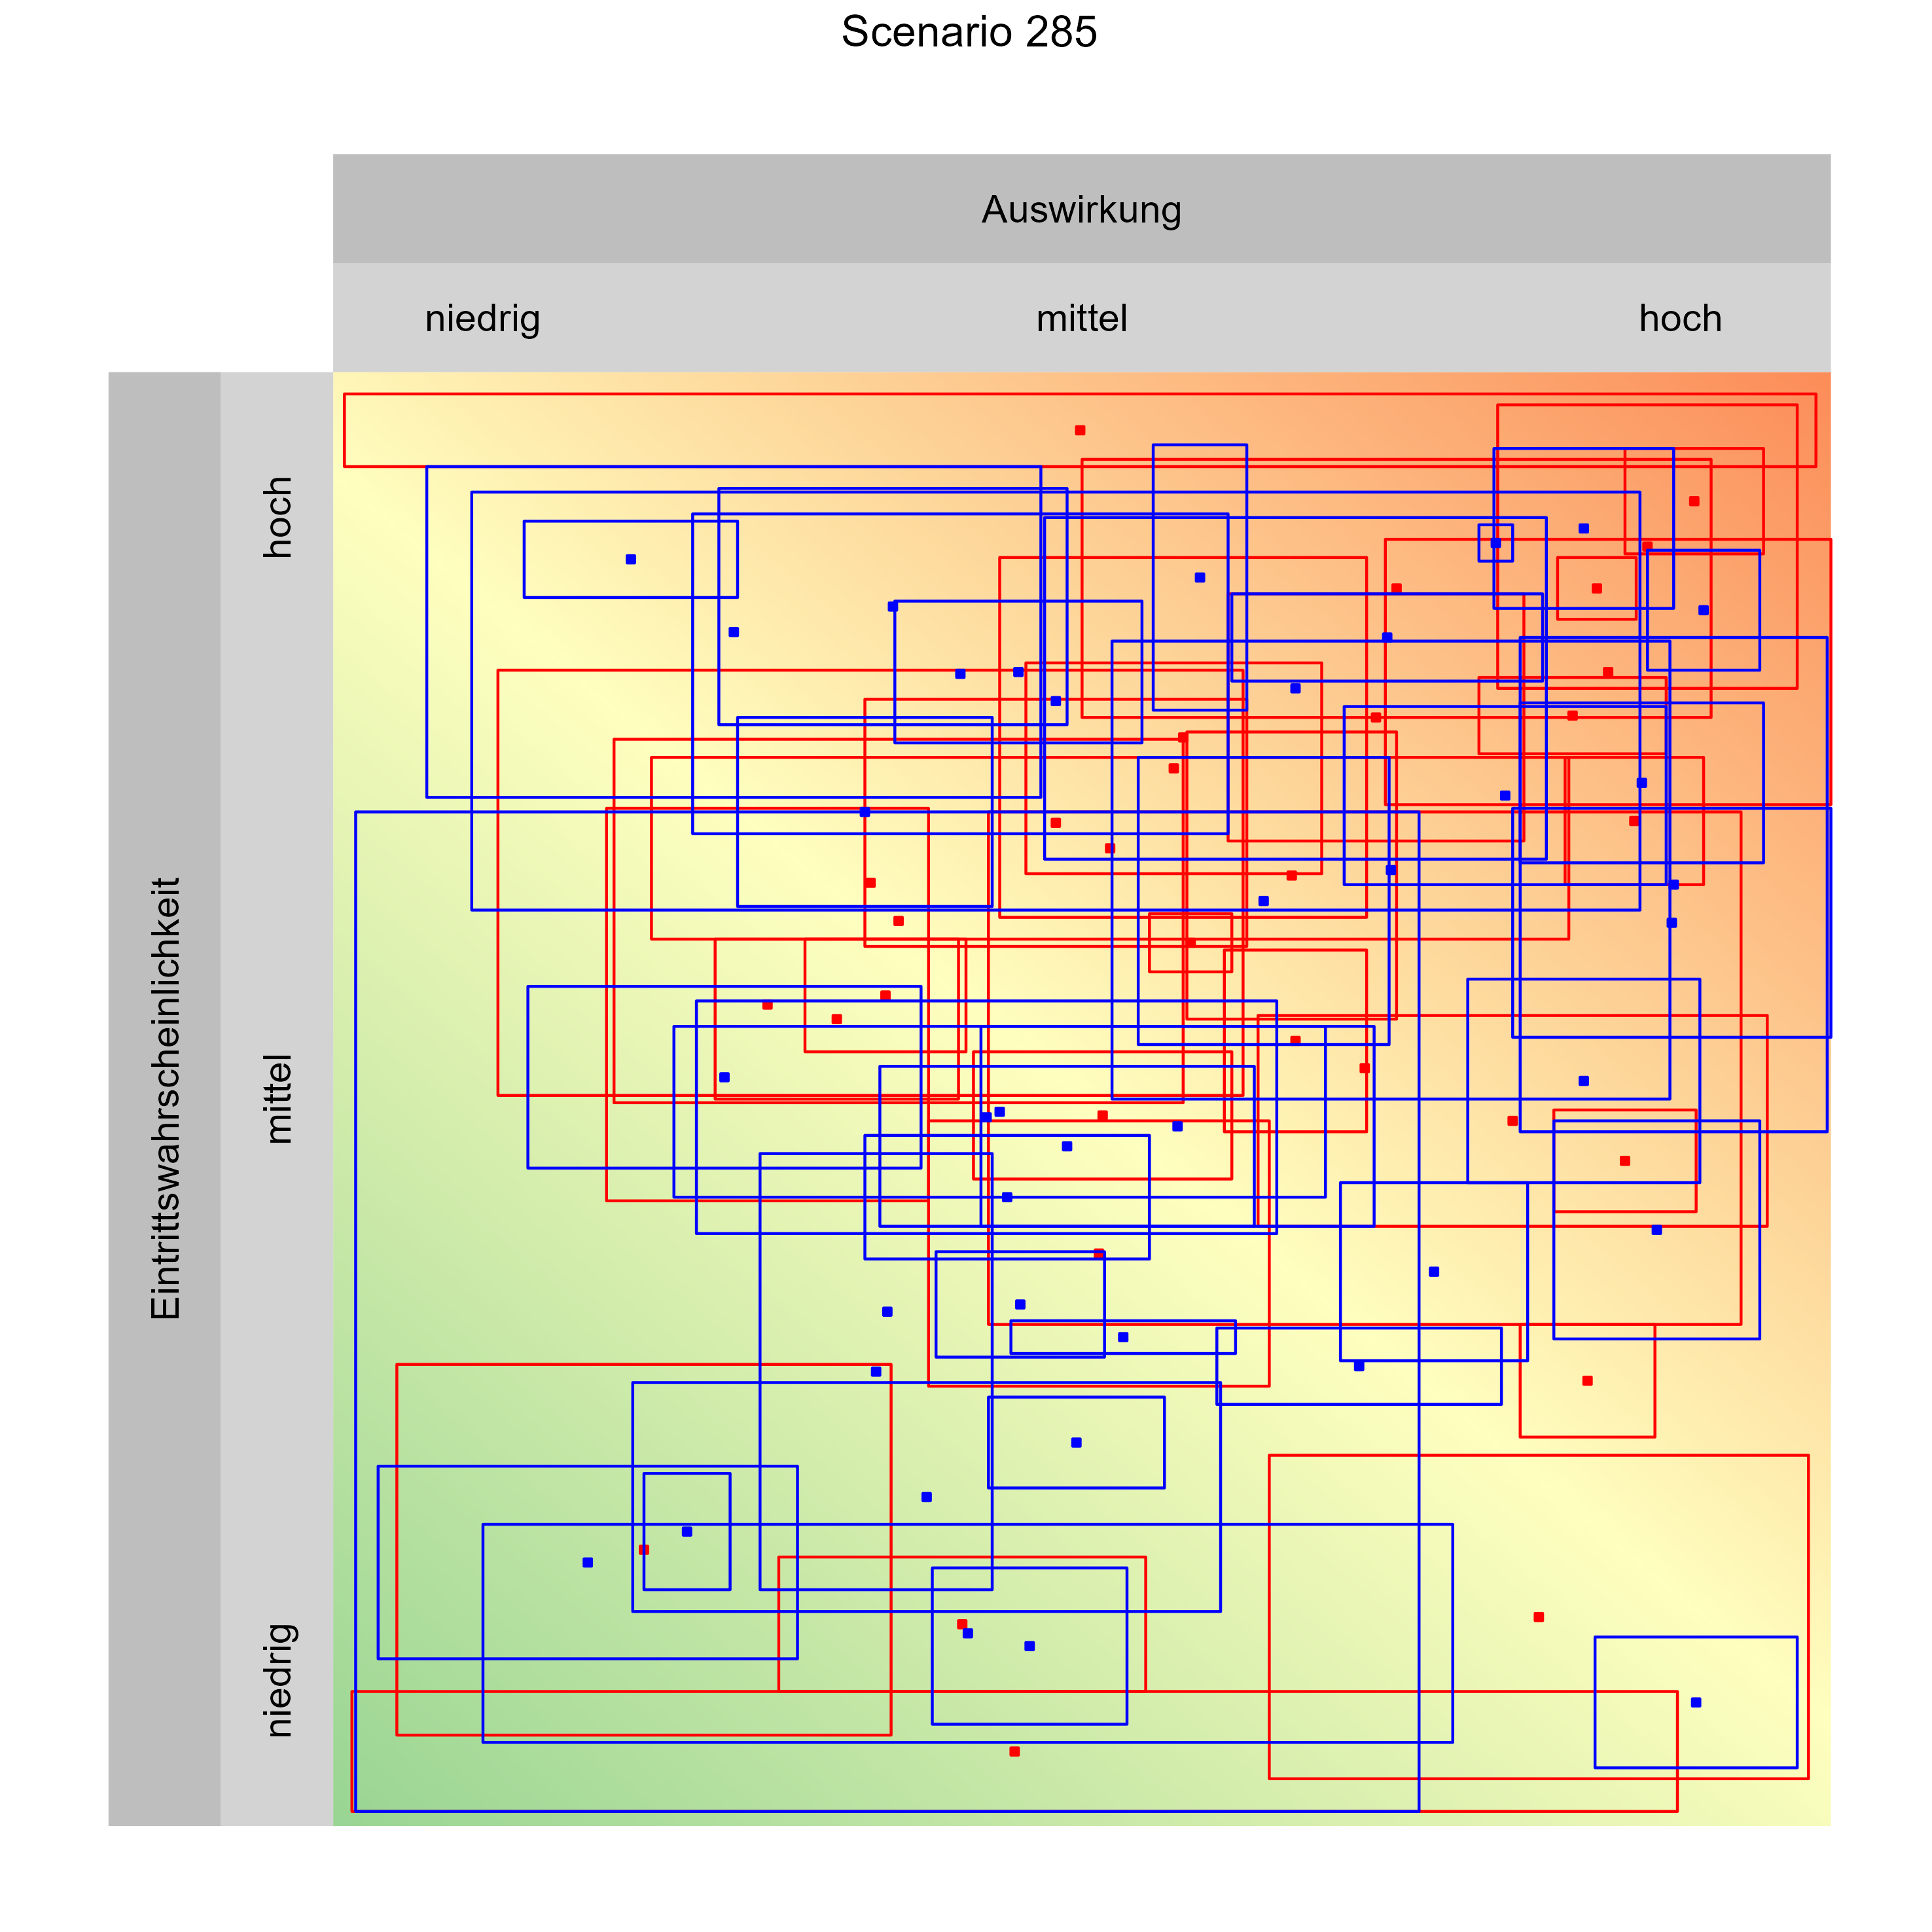 Scenario 285
Auswirkung
niedrig
mittel
hoch
Eintrittswahrscheinlichkeit
hoch
mittel
niedrig